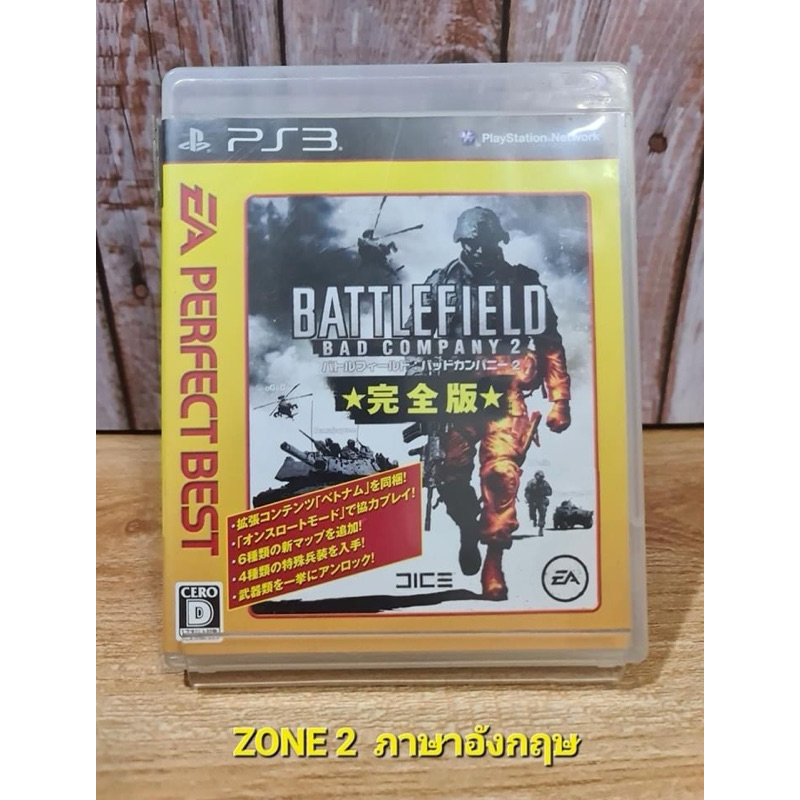 PS3
PlayStation Network
EA PERFECT BEST
BATTLEFIELD
BAD COMPANY 2
バトルフィールド バッドカンパニー2
★完全版★
・拡張コンテンツ「ベトナム」を同梱!
・「オンスロートモード」で協力プレイ!
・6種類の新マップを追加!
・4種類の特殊兵装を入手!
・武器類を一挙にアンロック!
CERO
D
DICE
EA
ZONE 2 ภาษาอังกฤษ